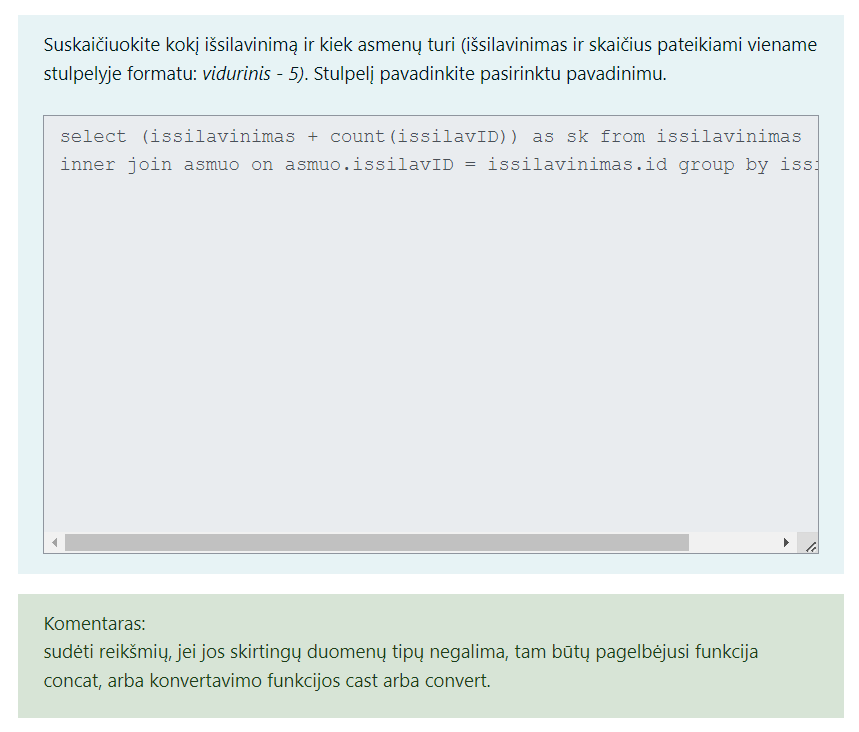 Suskaičiuokite kokį išsilavinimą ir kiek asmenų turi (išsilavinimas ir skaičius pateikiami viename
stulpelyje formatu: vidurinis - 5). Stulpelį pavadinkite pasirinktu pavadinimu.
select (issilavinimas + count(issilavID)) as sk from issilavinimas
inner join asmuo on asmuo.issilavID = issilavinimas.id group by
Komentaras:
sudėti reikšmių, jei jos skirtingų duomenų tipų negalima, tam būtų pagelbėjusi funkcija
concat, arba konvertavimo funkcijos cast arba convert.